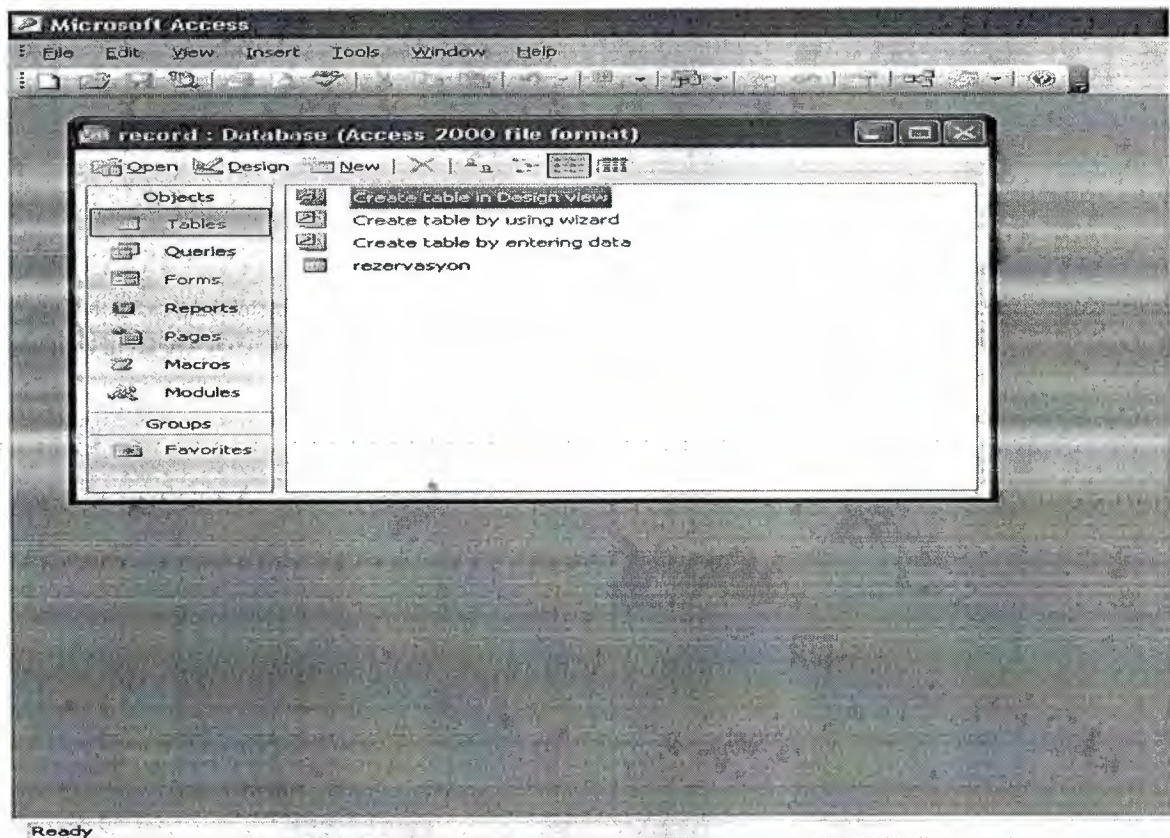 Microsoft Access
File Edit View Insert Tools Window Help
record : Database (Access 2000 file format)
Open Design New
Objects
Tables
Queries
Forms
Reports
Pages
Macros
Modules
Groups
Favorites
Create table in Design view
Create table by using wizard
Create table by entering data
rezervasyon
Ready